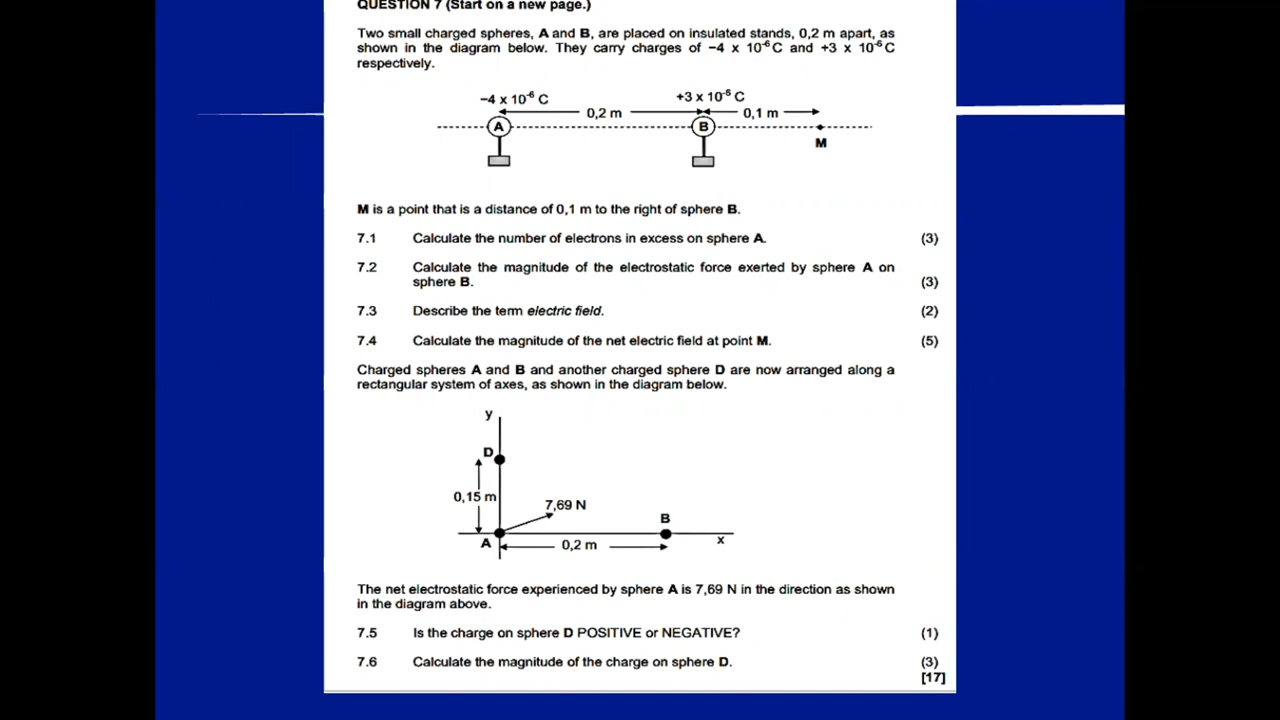 QUESTION 7 (Start on a new page.)
Two small charged spheres, A and B, are placed on insulated stands, 0,2 m apart, as
shown in the diagram below. They carry charges of −4 x 10⁻⁶ C and +3 x 10⁻⁶ C
respectively.
−4 x 10⁻⁶ C
+3 x 10⁻⁶ C
0,2 m
0,1 m
A
B
M
M is a point that is a distance of 0,1 m to the right of sphere B.
7.1 Calculate the number of electrons in excess on sphere A. (3)
7.2 Calculate the magnitude of the electrostatic force exerted by sphere A on
sphere B. (3)
7.3 Describe the term electric field. (2)
7.4 Calculate the magnitude of the net electric field at point M. (5)
Charged spheres A and B and another charged sphere D are now arranged along a
rectangular system of axes, as shown in the diagram below.
y
D
0,15 m
7,69 N
B
A
0,2 m
x
The net electrostatic force experienced by sphere A is 7,69 N in the direction as shown
in the diagram above.
7.5 Is the charge on sphere D POSITIVE or NEGATIVE? (1)
7.6 Calculate the magnitude of the charge on sphere D. (3)
[17]